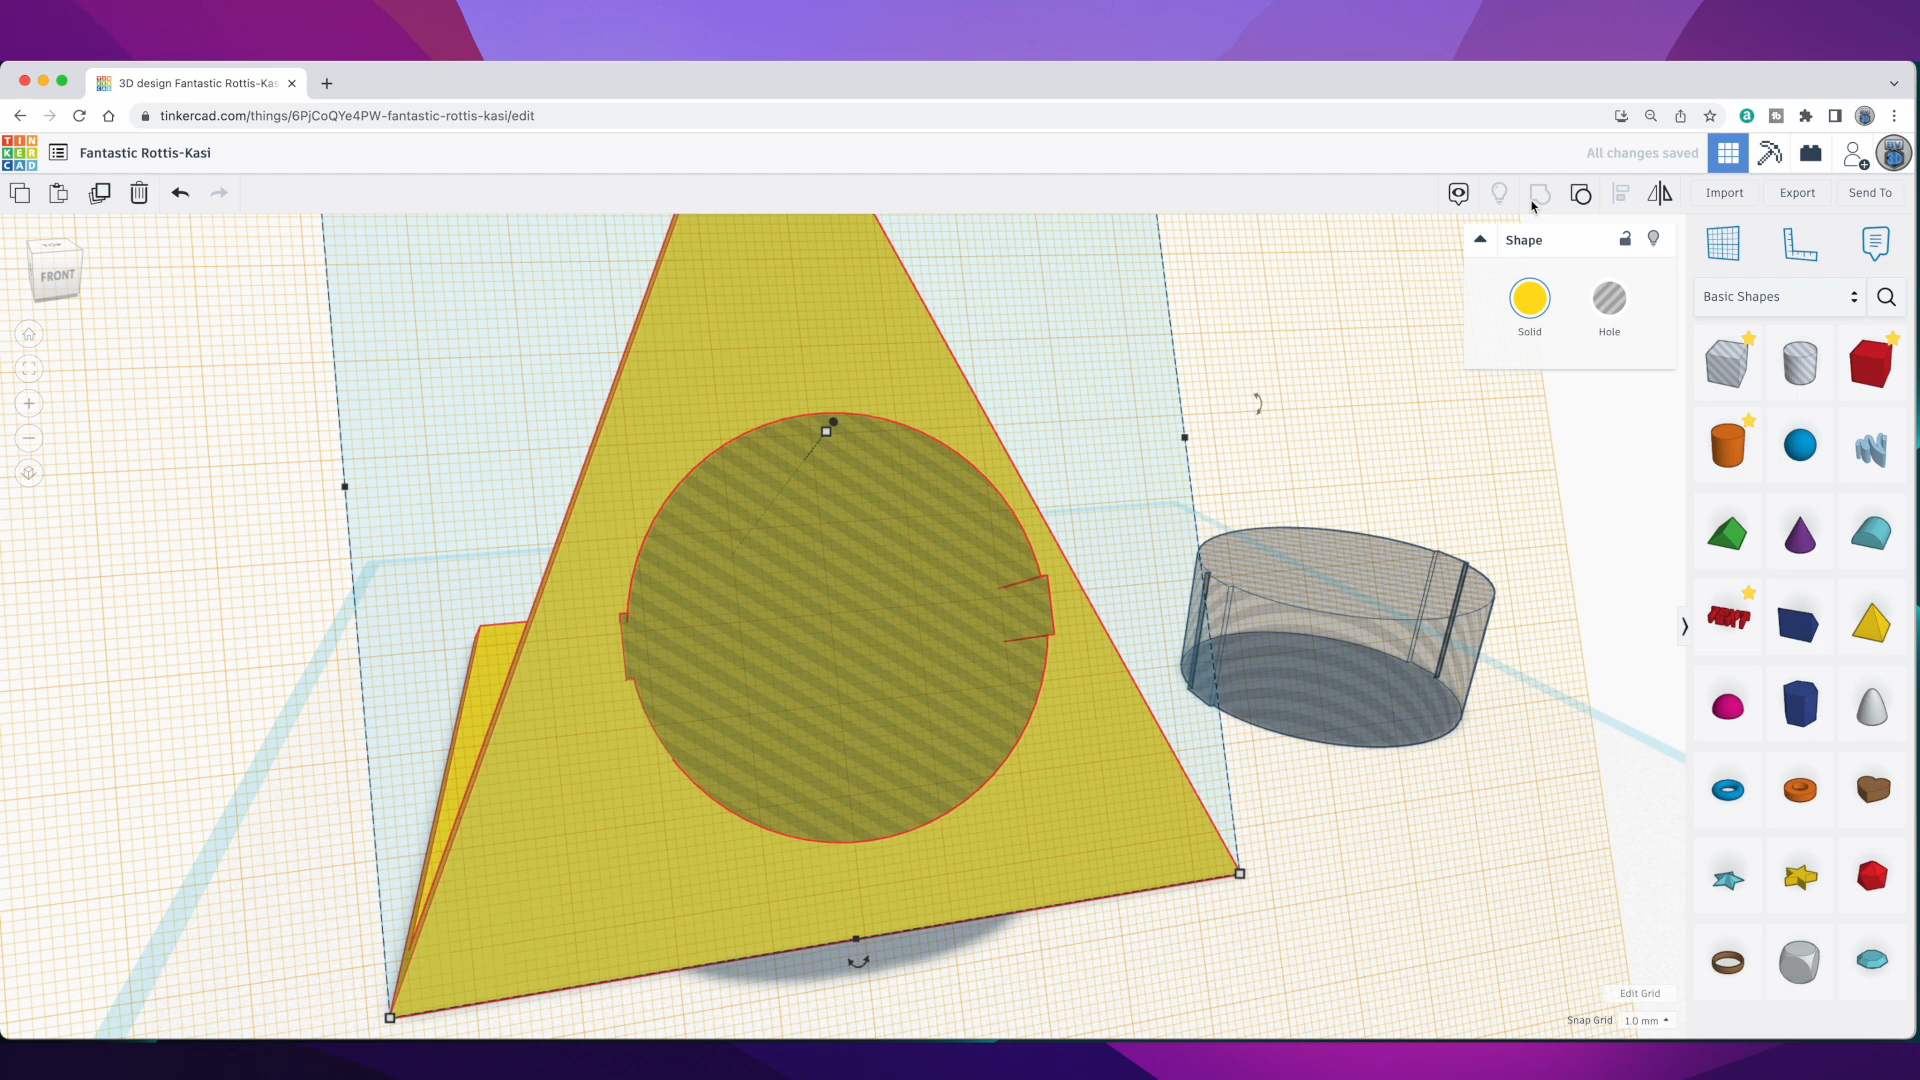 3D design Fantastic Rottis-Kas
tinkercad.com/things/6PjCoQYe4PW-fantastic-rottis-kasi/edit
TIN
KER
CAD
Fantastic Rottis-Kasi
All changes saved
Import
Export
Send To
TOP
FRONT
Shape
Solid
Hole
Basic Shapes
TEXT
Edit Grid
Snap Grid
1.0 mm